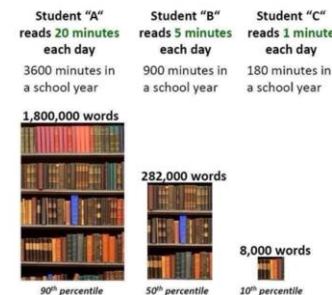 Student "A"
reads 20 minutes
each day
3600 minutes in
a school year
1,800,000 words
90th percentile
Student "B"
reads 5 minutes
each day
900 minutes in
a school year
282,000 words
50th percentile
Student "C"
reads 1 minute
each day
180 minutes in
a school year
8,000 words
10th percentile